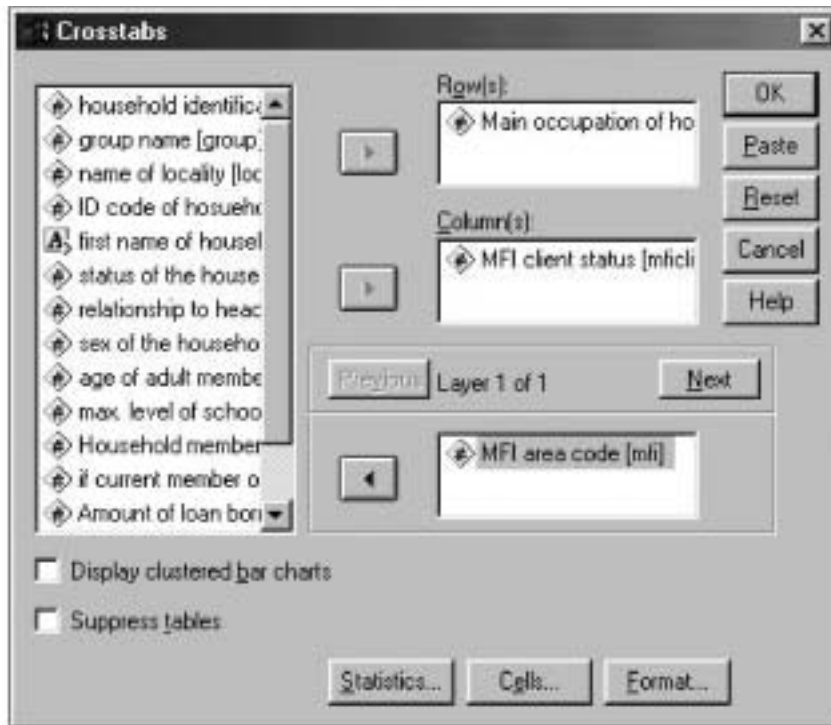 Crosstabs
household identifica
group name [group]
name of locality [loc
ID code of hosueho
first name of househ
status of the house
relationship to head
sex of the househo
age of adult membe
max. level of schoo
Household member
if current member o
Amount of loan borr
Row(s):
Main occupation of ho
Column(s):
MFI client status [mficli
Previous
Layer 1 of 1
Next
MFI area code [mfi]
OK
Paste
Reset
Cancel
Help
Display clustered bar charts
Suppress tables
Statistics...
Cells...
Format...